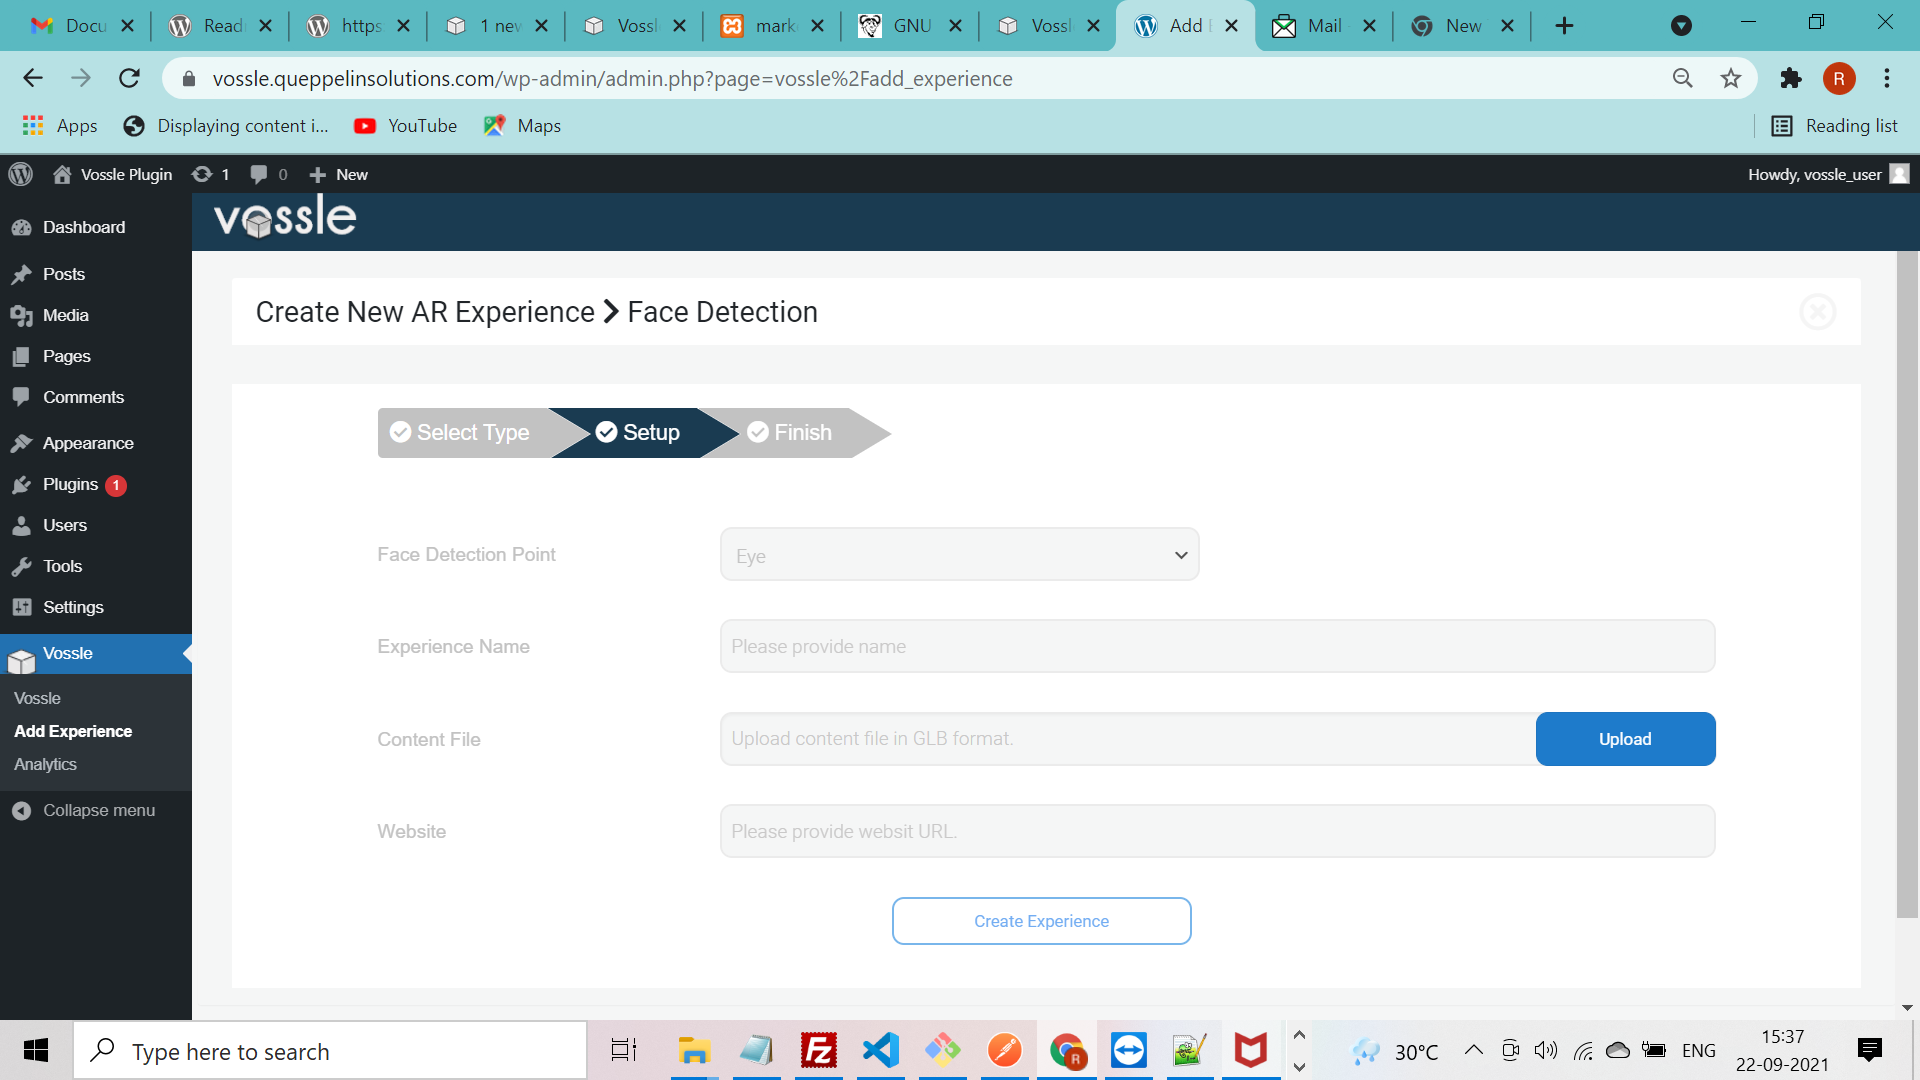 Docu
Readi
https
1 new
Vossle
mark
GNU
Vossle
Add E
Mail
New
vossle.queppelinsolutions.com/wp-admin/admin.php?page=vossle%2Fadd_experience
R
Apps
Displaying content i...
YouTube
Maps
Reading list
Vossle Plugin
1
0
New
Howdy, vossle_user
vossle
Dashboard
Posts
Media
Pages
Comments
Appearance
Plugins 1
Users
Tools
Settings
Vossle
Vossle
Add Experience
Analytics
Collapse menu
Create New AR Experience > Face Detection
Select Type
Setup
Finish
Face Detection Point
Eye
Experience Name
Please provide name
Content File
Upload content file in GLB format.
Upload
Website
Please provide websit URL.
Create Experience
Type here to search
Fz
R
30°C
ENG
15:37
22-09-2021